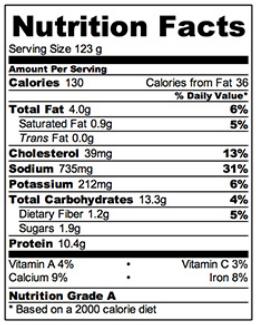 Nutrition Facts
Serving Size 123 g
Amount Per Serving
Calories 130 Calories from Fat 36
% Daily Value*
Total Fat 4.0g 6%
Saturated Fat 0.9g 5%
Trans Fat 0.0g
Cholesterol 39mg 13%
Sodium 735mg 31%
Potassium 212mg 6%
Total Carbohydrates 13.3g 4%
Dietary Fiber 1.2g 5%
Sugars 1.9g
Protein 10.4g
Vitamin A 4% • Vitamin C 3%
Calcium 9% • Iron 8%
Nutrition Grade A
* Based on a 2000 calorie diet